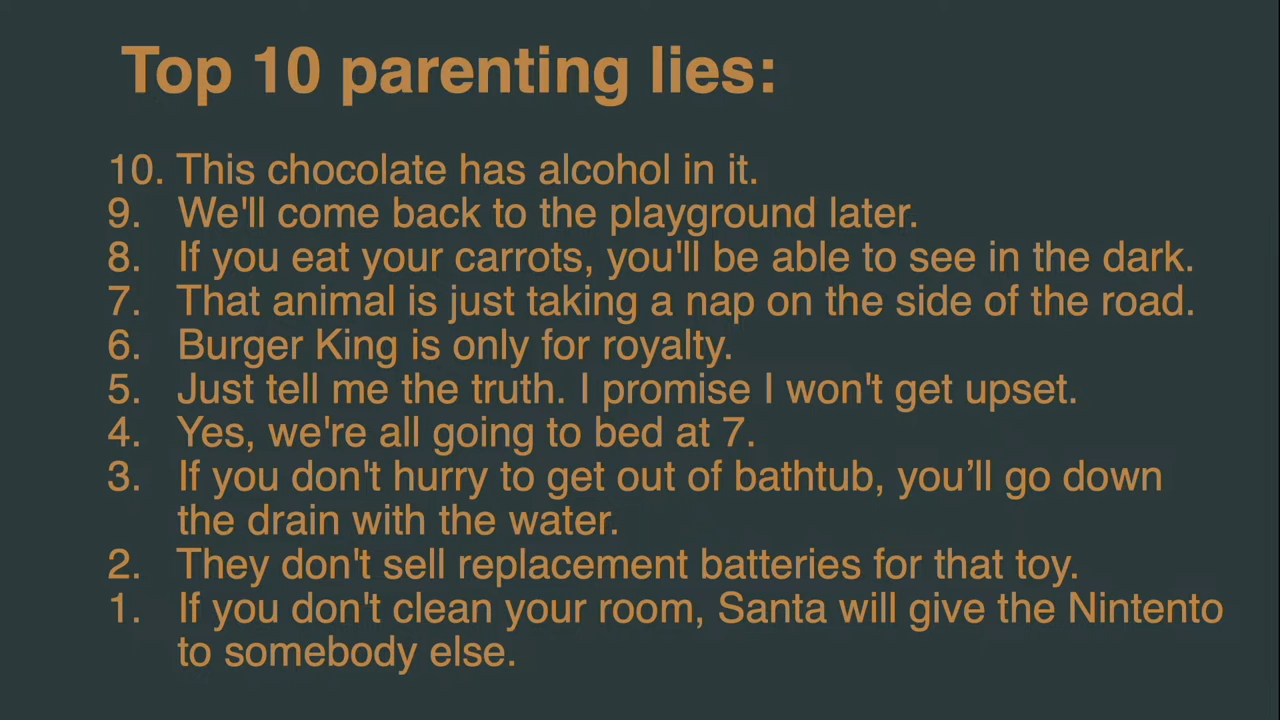 Top 10 parenting lies:
10. This chocolate has alcohol in it.
9. We'll come back to the playground later.
8. If you eat your carrots, you'll be able to see in the dark.
7. That animal is just taking a nap on the side of the road.
6. Burger King is only for royalty.
5. Just tell me the truth. I promise I won't get upset.
4. Yes, we're all going to bed at 7.
3. If you don't hurry to get out of bathtub, you’ll go down
the drain with the water.
2. They don't sell replacement batteries for that toy.
1. If you don't clean your room, Santa will give the Nintento
to somebody else.